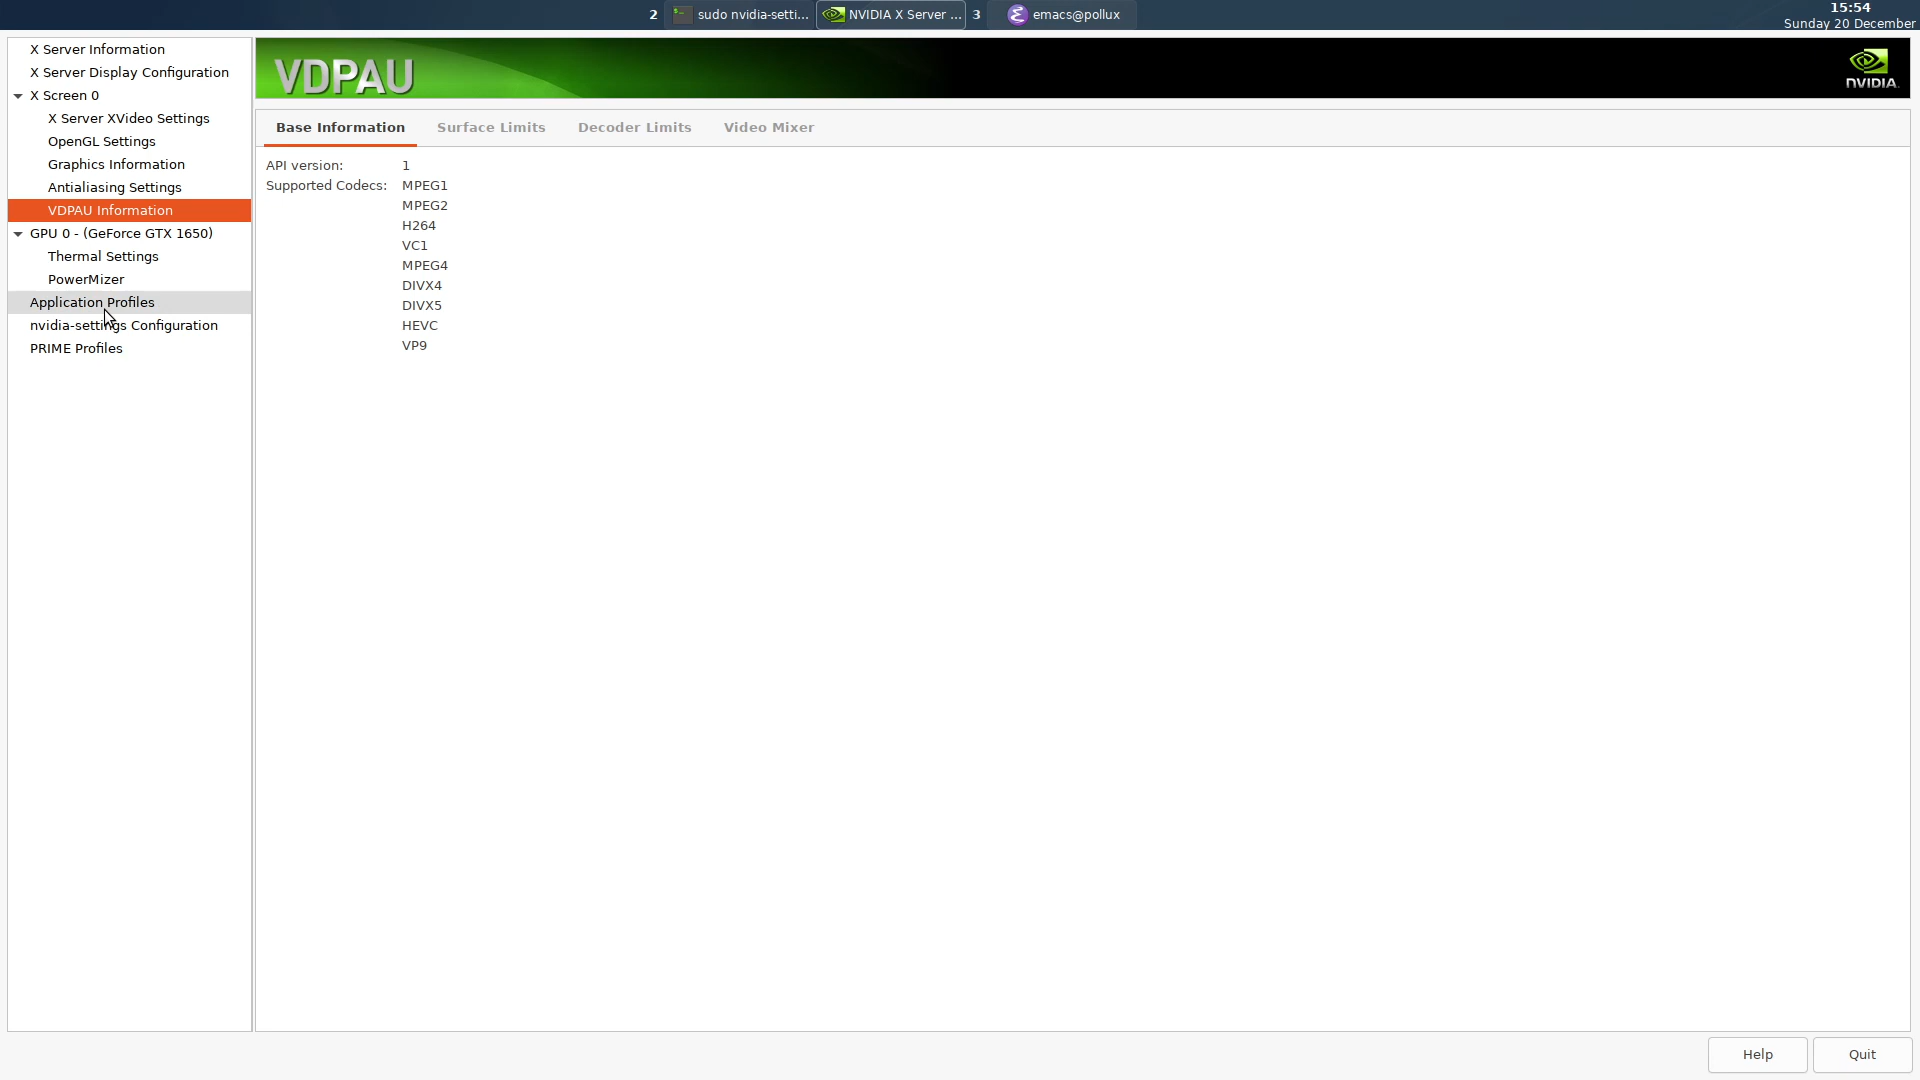 2 sudo nvidia-setti... NVIDIA X Server ... 3 emacs@pollux
15:54
Sunday 20 December
X Server Information
X Server Display Configuration
X Screen 0
X Server XVideo Settings
OpenGL Settings
Graphics Information
Antialiasing Settings
VDPAU Information
GPU 0 - (GeForce GTX 1650)
Thermal Settings
PowerMizer
Application Profiles
nvidia-settings Configuration
PRIME Profiles
VDPAU
NVIDIA.
Base Information Surface Limits Decoder Limits Video Mixer
API version: 1
Supported Codecs: MPEG1
MPEG2
H264
VC1
MPEG4
DIVX4
DIVX5
HEVC
VP9
Help Quit